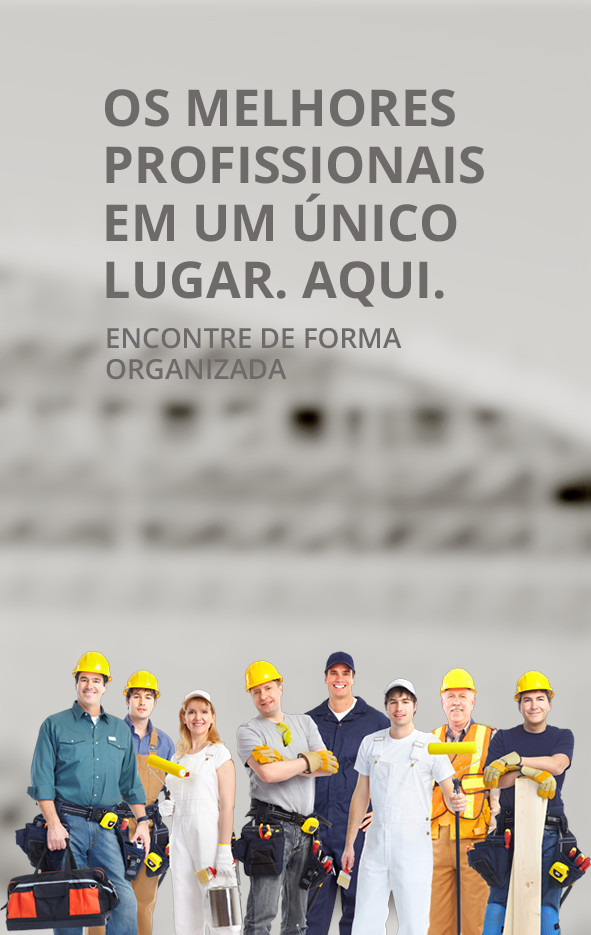 OS MELHORES
PROFISSIONAIS
EM UM ÚNICO
LUGAR. AQUI.
ENCONTRE DE FORMA
ORGANIZADA